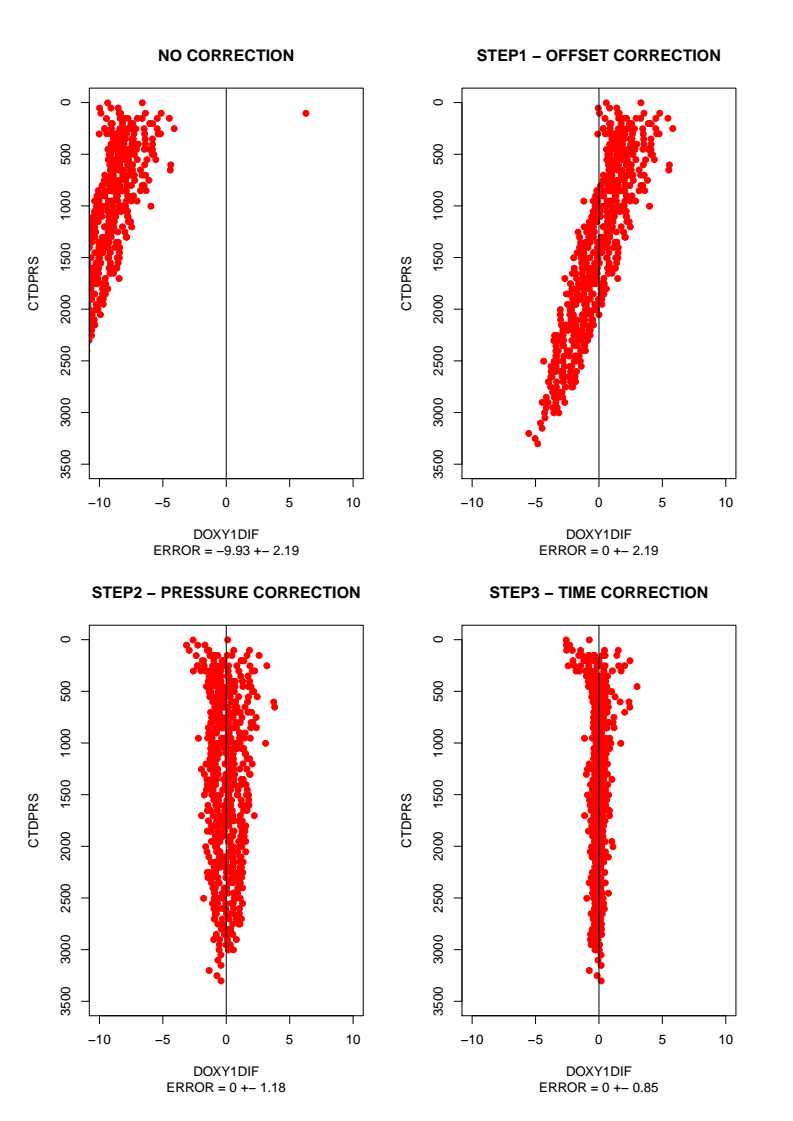 NO CORRECTION
0
500
1000
1500
2000
2500
3000
3500
CTDPRS
−10 −5 0 5 10
DOXY1DIF
ERROR = −9.93 +− 2.19
STEP1 − OFFSET CORRECTION
0
500
1000
1500
2000
2500
3000
3500
CTDPRS
−10 −5 0 5 10
DOXY1DIF
ERROR = 0 +− 2.19
STEP2 − PRESSURE CORRECTION
0
500
1000
1500
2000
2500
3000
3500
CTDPRS
−10 −5 0 5 10
DOXY1DIF
ERROR = 0 +− 1.18
STEP3 − TIME CORRECTION
0
500
1000
1500
2000
2500
3000
3500
CTDPRS
−10 −5 0 5 10
DOXY1DIF
ERROR = 0 +− 0.85